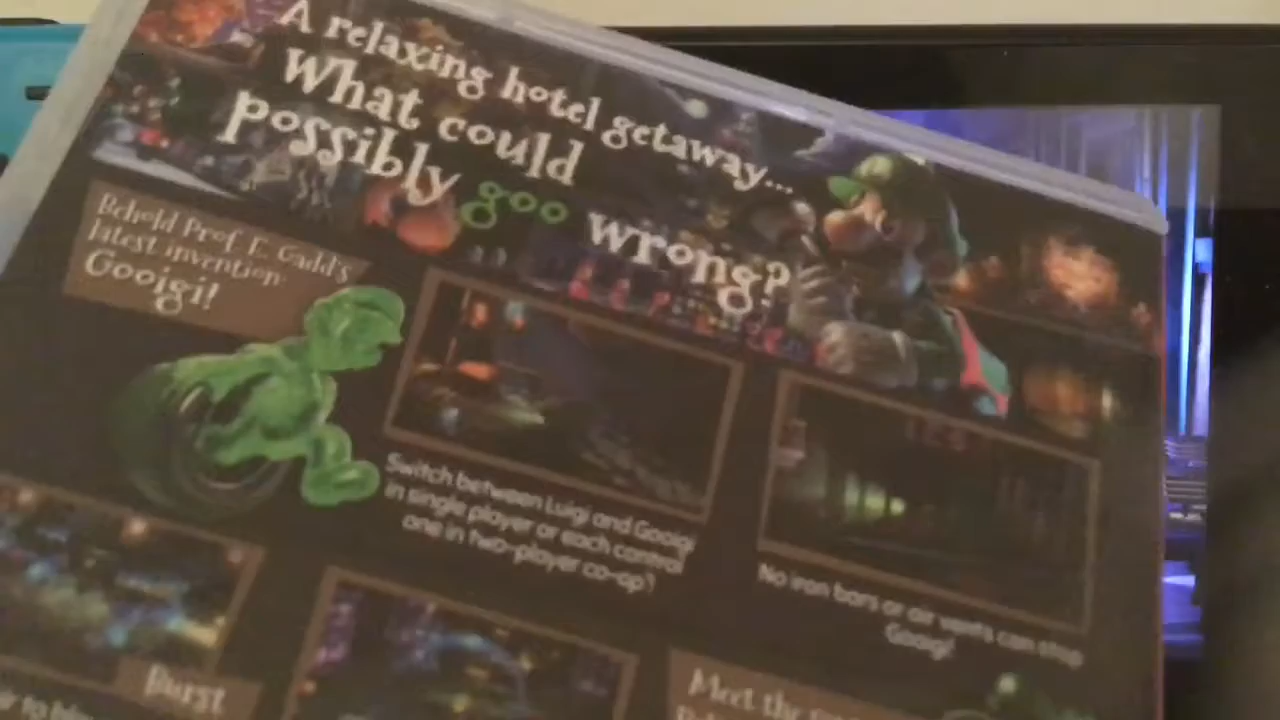 A relaxing hotel getaway...
What could
possibly goo wrong?
Behold Prof. E. Gadd's
latest invention:
Gooigi!
Switch between Luigi and Gooigi
in single player or each control
one in two-player co-op!
No iron bars or air vents can stop
Gooigi!
Burst
Meet the